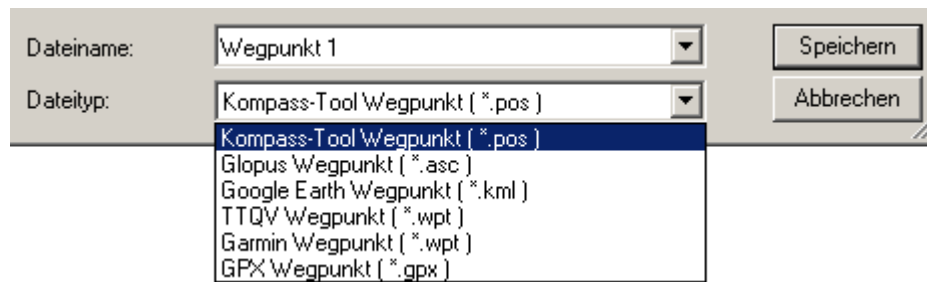 Dateiname: Wegpunkt 1 Speichern
Dateityp: Kompass-Tool Wegpunkt ( *.pos ) Abbrechen
Kompass-Tool Wegpunkt ( *.pos )
Glopus Wegpunkt ( *.asc )
Google Earth Wegpunkt ( *.kml )
TTQV Wegpunkt ( *.wpt )
Garmin Wegpunkt ( *.wpt )
GPX Wegpunkt ( *.gpx )